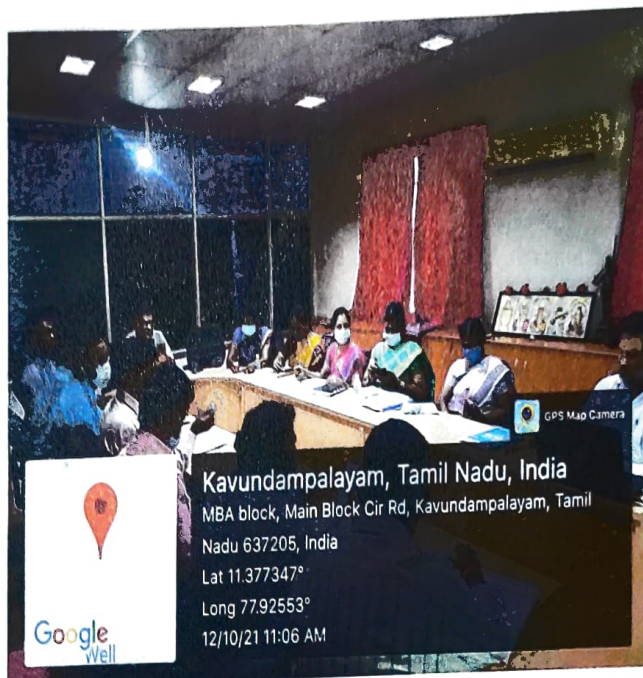 GPS Map Camera
Kavundampalayam, Tamil Nadu, India
MBA block, Main Block Cir Rd, Kavundampalayam, Tamil
Nadu 637205, India
Lat 11.377347°
Long 77.92553°
12/10/21 11:06 AM
Google
Well